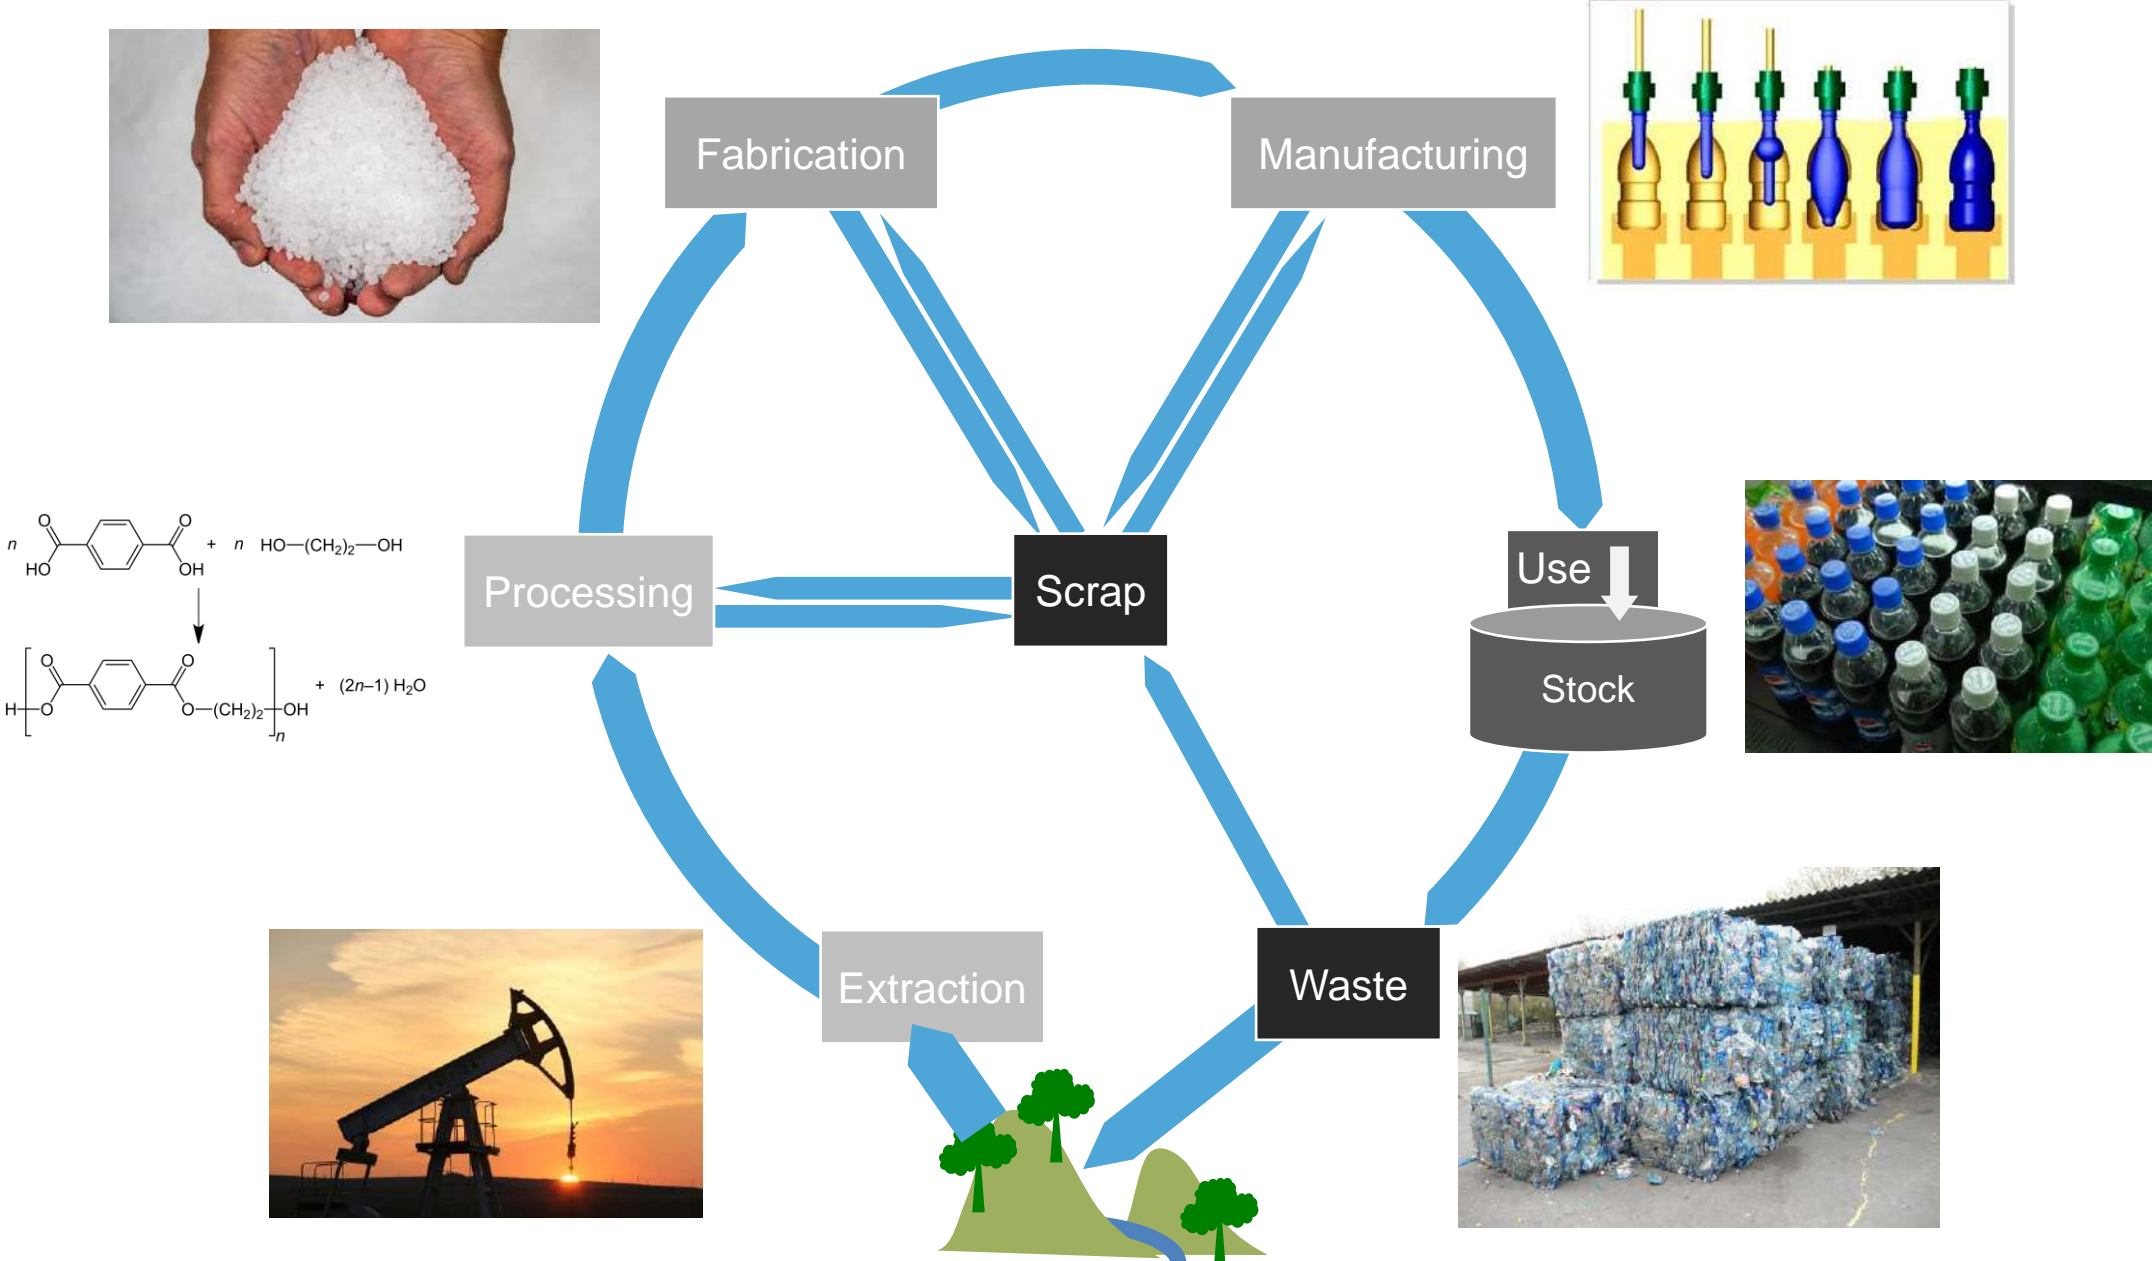 Fabrication
Manufacturing
Processing
Scrap
Use
Stock
Extraction
Waste
n
O
HO
O
OH
+ n HO—(CH₂)₂—OH
H
O
O
O
O—(CH₂)₂
OH
n
+ (2n–1) H₂O